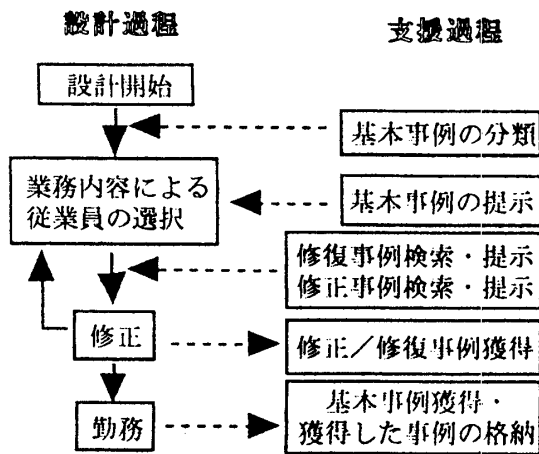 設計過程
支援過程
設計開始
基本事例の分類
業務内容による
従業員の選択
基本事例の提示
修復事例検索・提示
修正事例検索・提示
修正
修正／修復事例獲得
勤務
基本事例獲得・
獲得した事例の格納